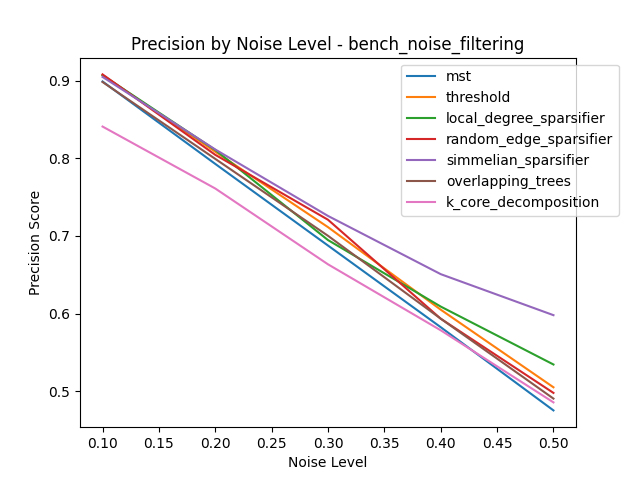 Precision by Noise Level - bench_noise_filtering
mst
threshold
local_degree_sparsifier
random_edge_sparsifier
simmelian_sparsifier
overlapping_trees
k_core_decomposition
Precision Score
0.9
0.8
0.7
0.6
0.5
0.10 0.15 0.20 0.25 0.30 0.35 0.40 0.45 0.50
Noise Level